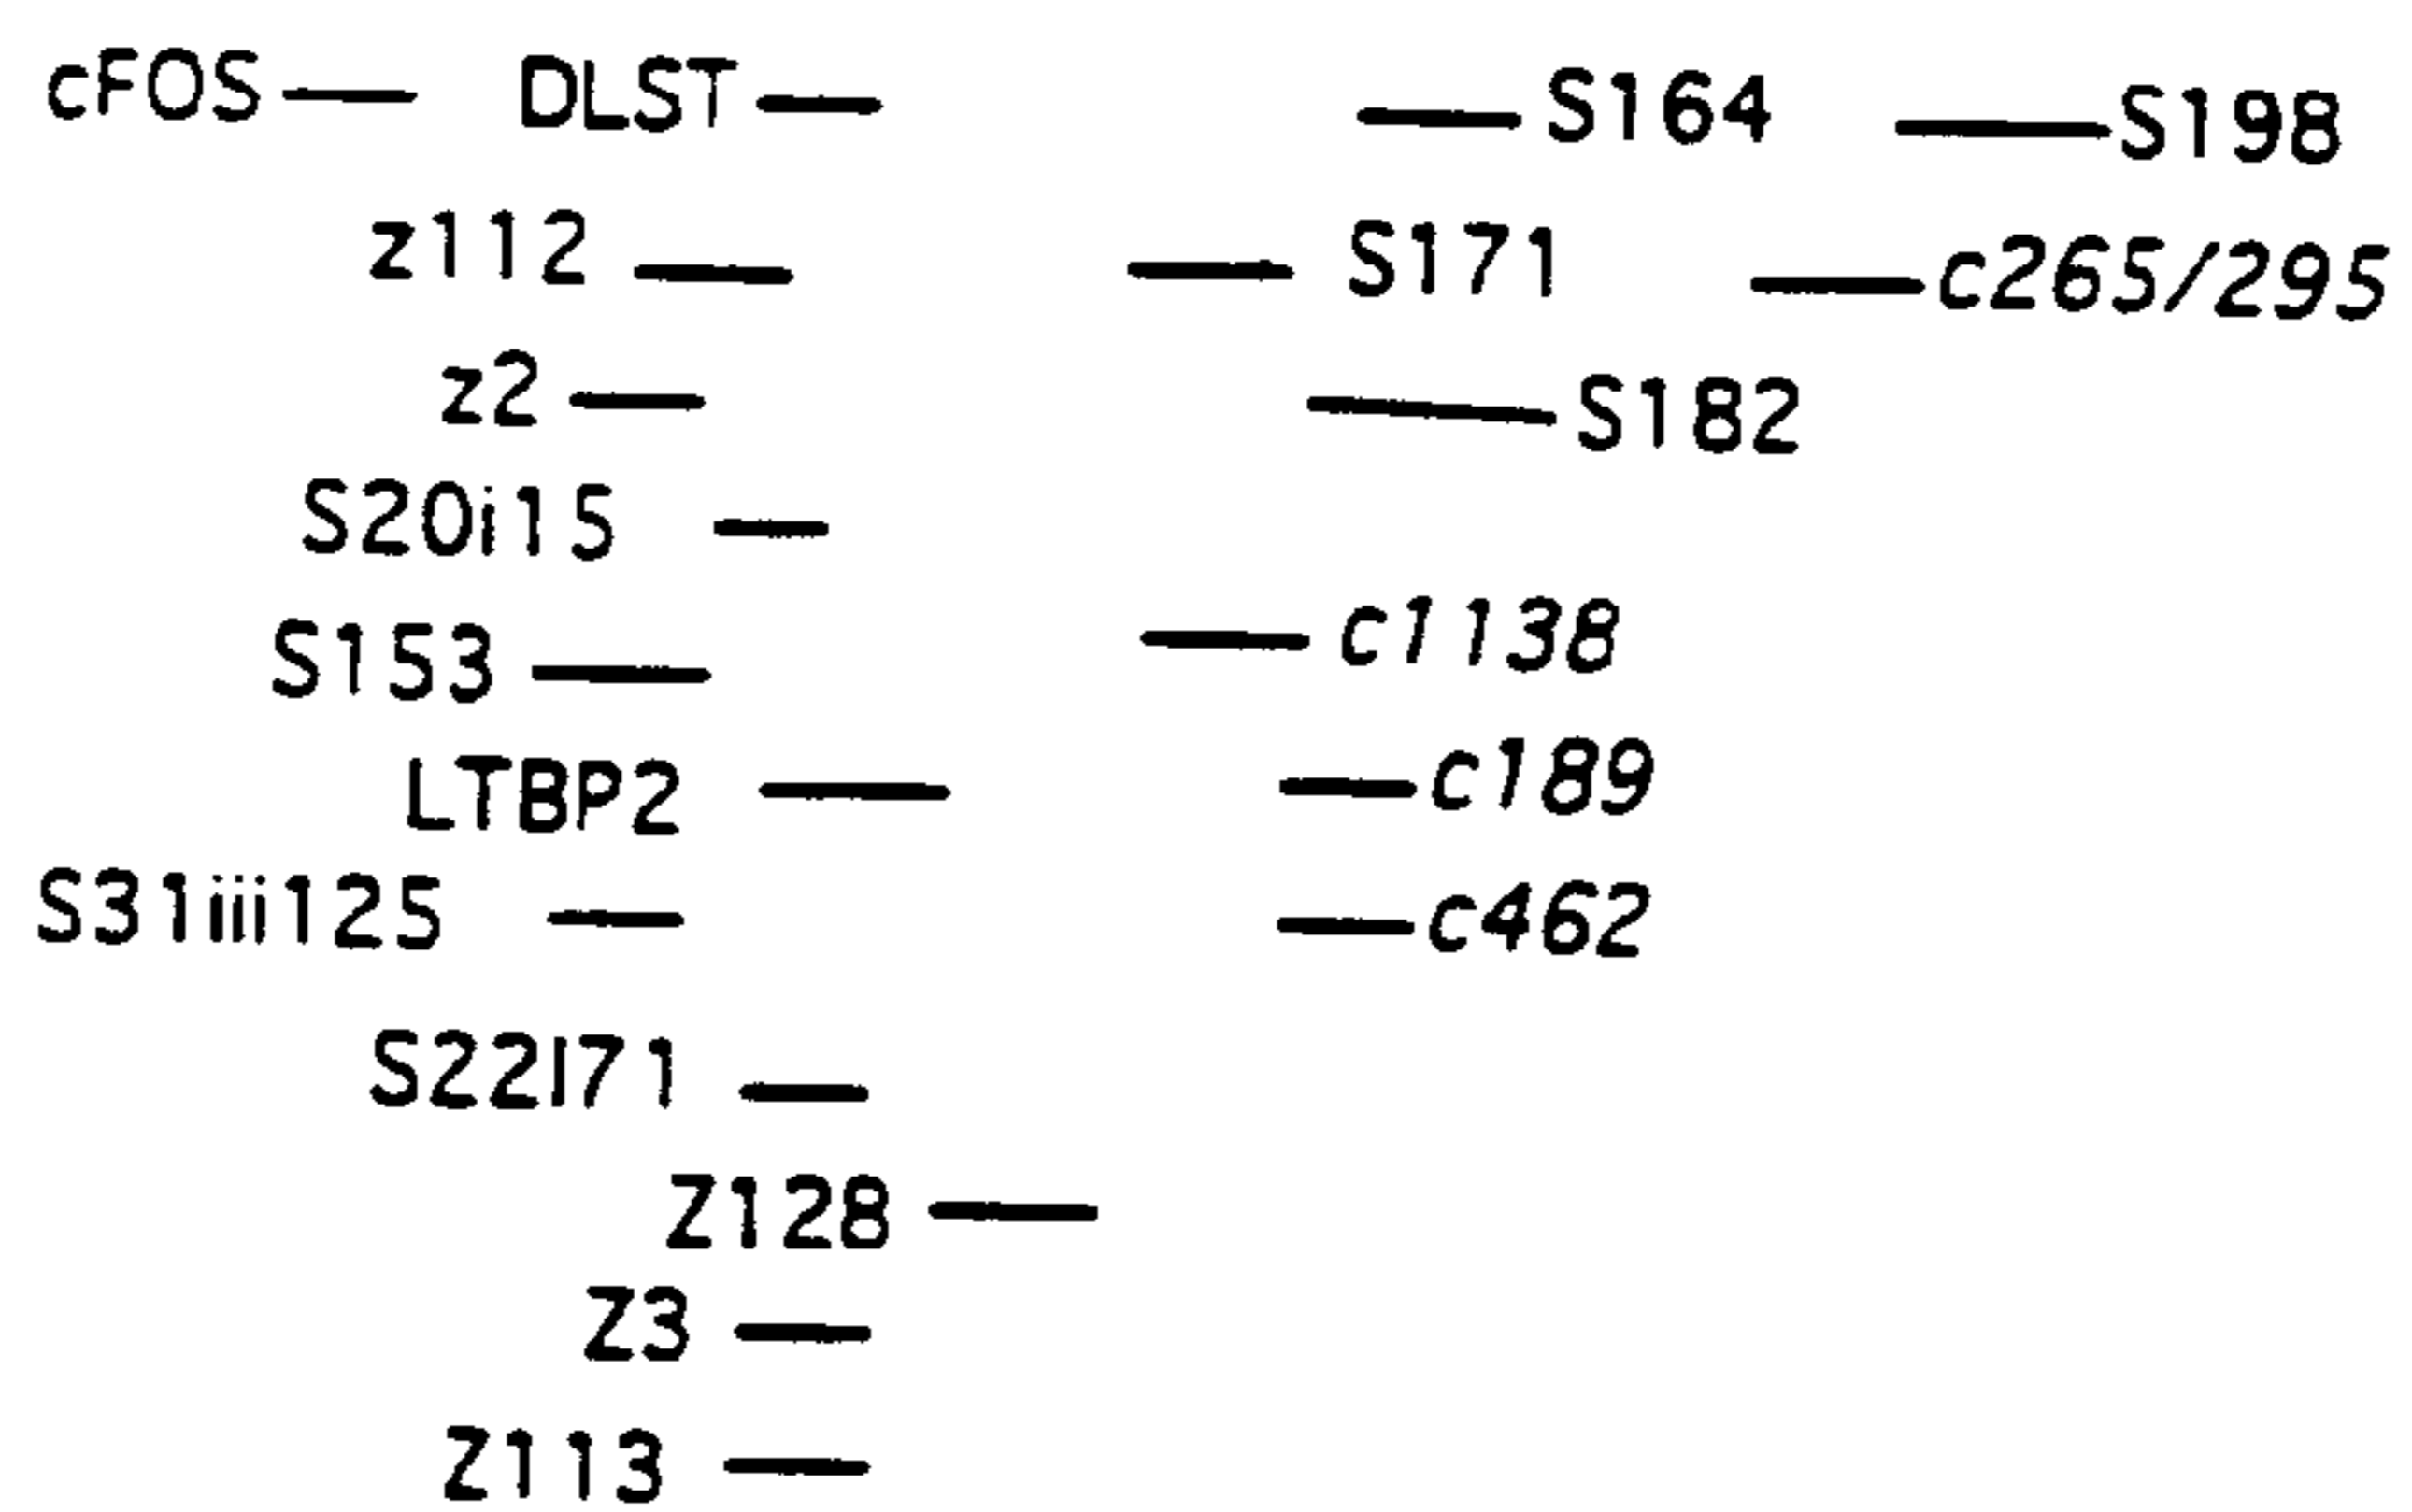 cFOS DLST S164 S198
z112 S171 c265/295
z2 S182
S20i15
S153 c1138
LTBP2 c189
S31iii125 c462
S22I71
Z128
Z3
Z113